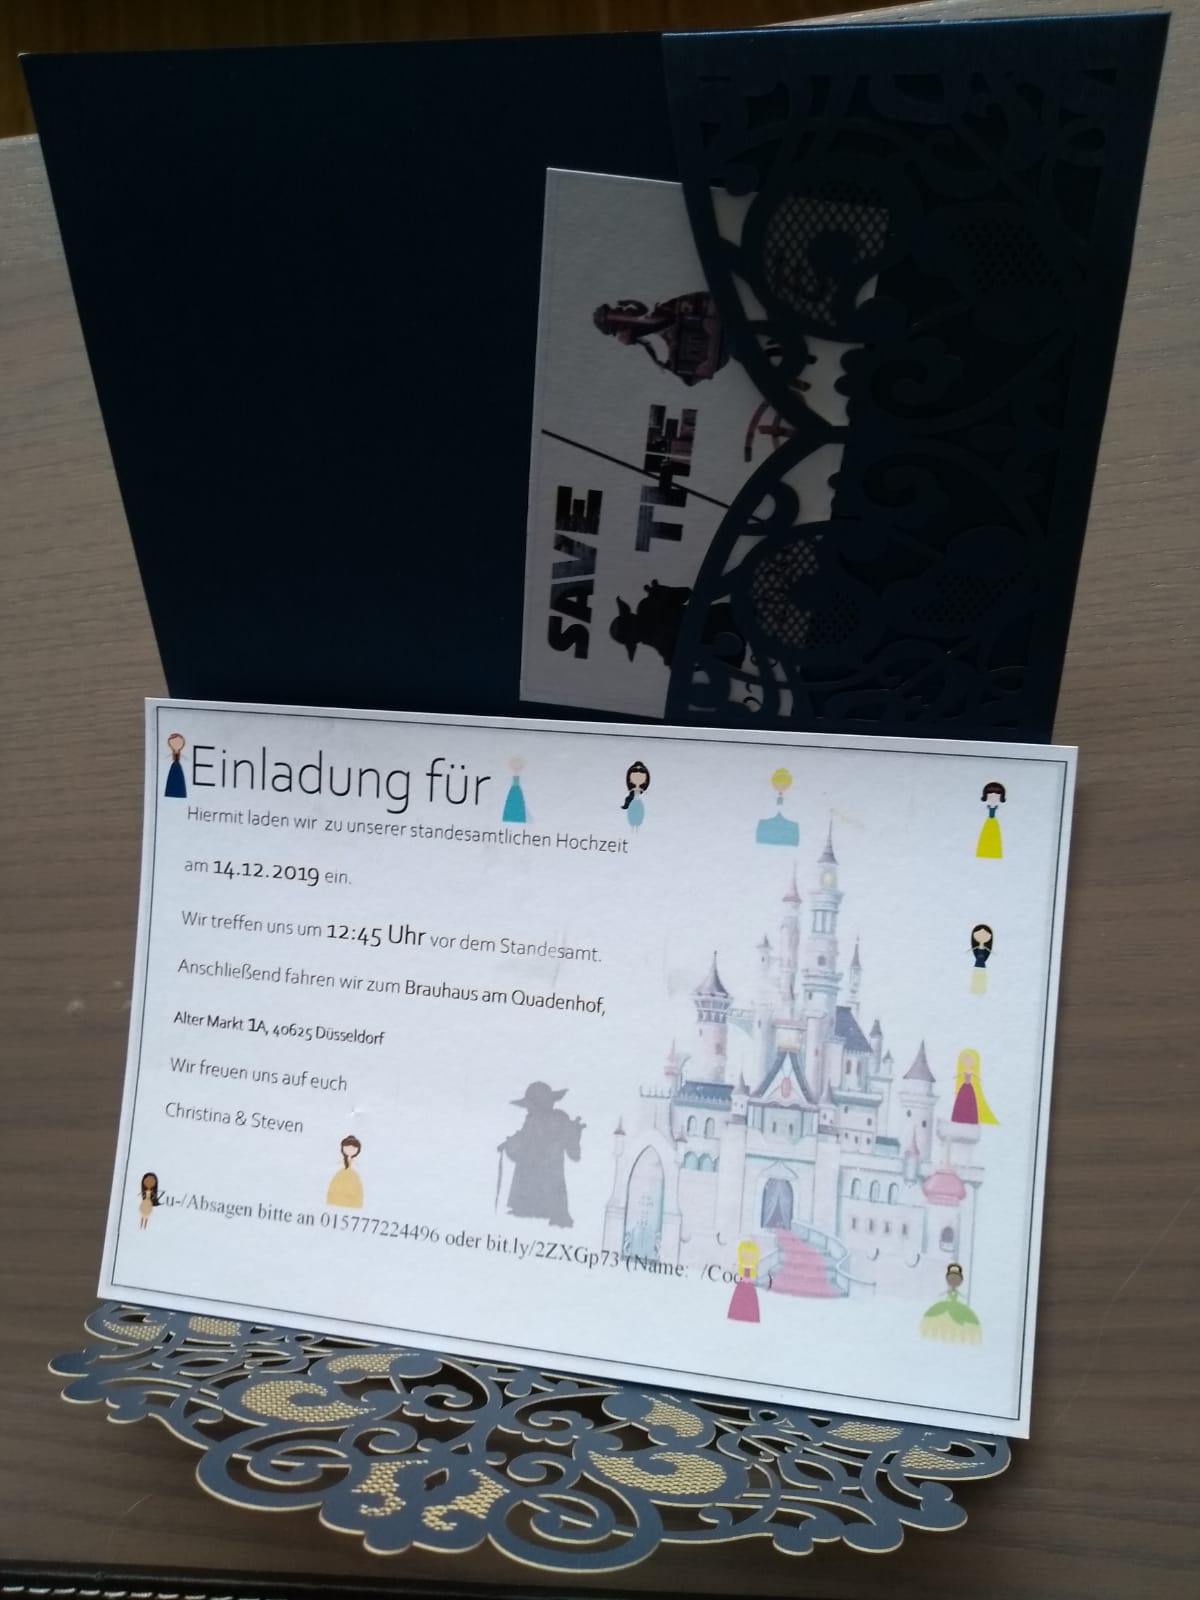 SAVE
THE
Einladung für
Hiermit laden wir zu unserer standesamtlichen Hochzeit
am 14.12.2019 ein.
Wir treffen uns um 12:45 Uhr vor dem Standesamt.
Anschließend fahren wir zum Brauhaus am Quadenhof,
Alter Markt 1A, 40625 Düsseldorf
Wir freuen uns auf euch
Christina & Steven
Zu-/Absagen bitte an 015777224496 oder bit.ly/2ZXGp73 (Name: /Co